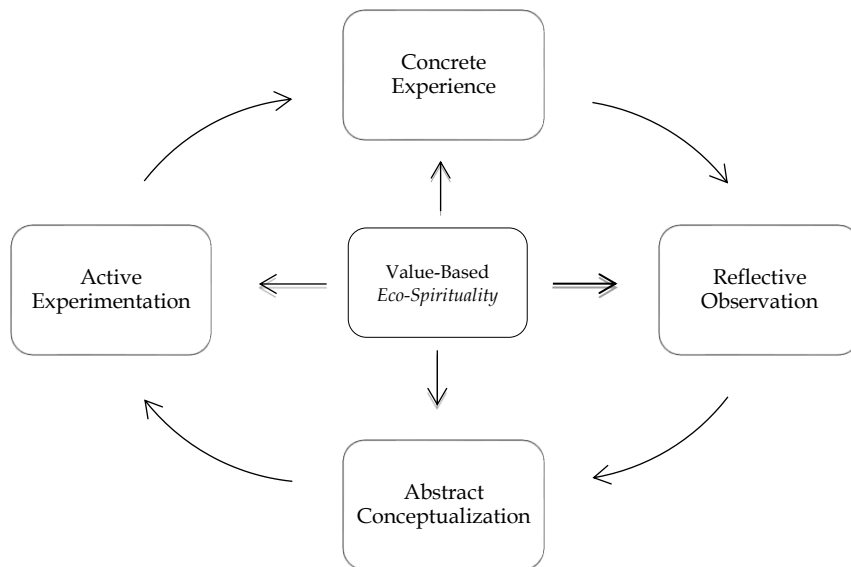 Concrete
Experience
Active
Experimentation
Value-Based
Eco-Spirituality
Reflective
Observation
Abstract
Conceptualization